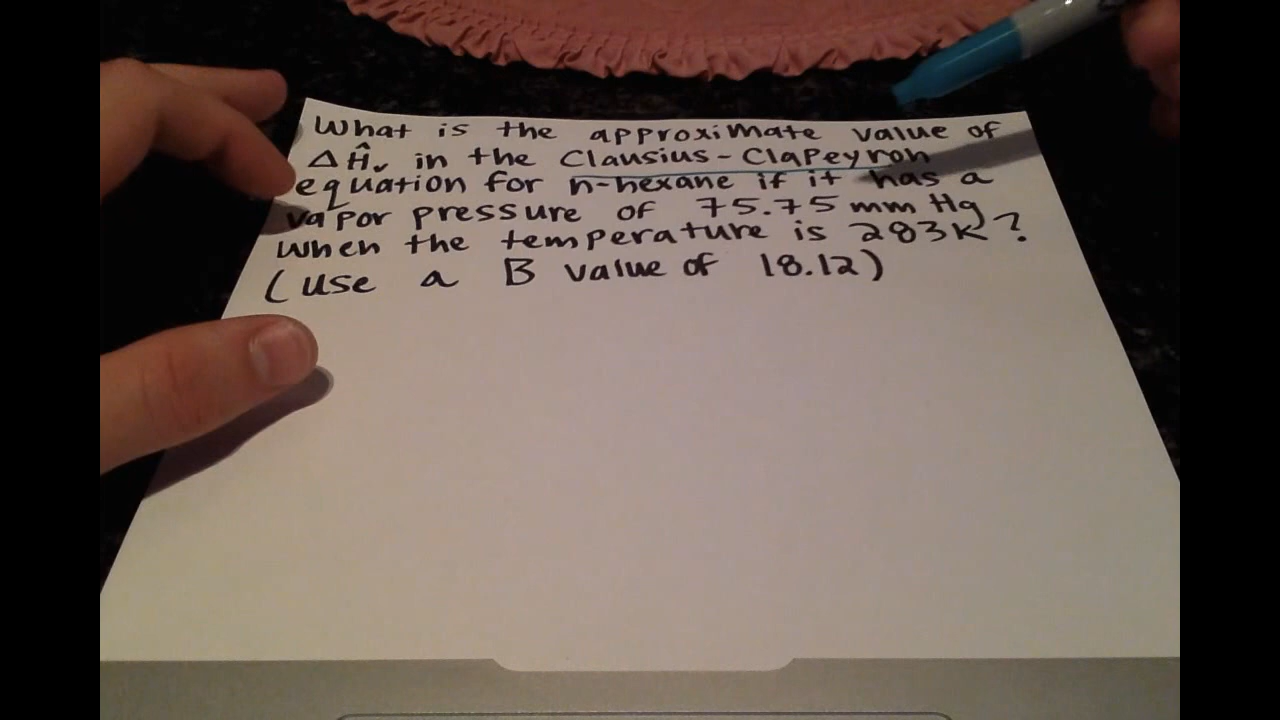 What is the approximate value of
ΔĤᵥ in the Clausius-Clapeyron
equation for n-hexane if it has a
vapor pressure of 75.75 mm Hg
when the temperature is 283K?
(use a B value of 18.12)